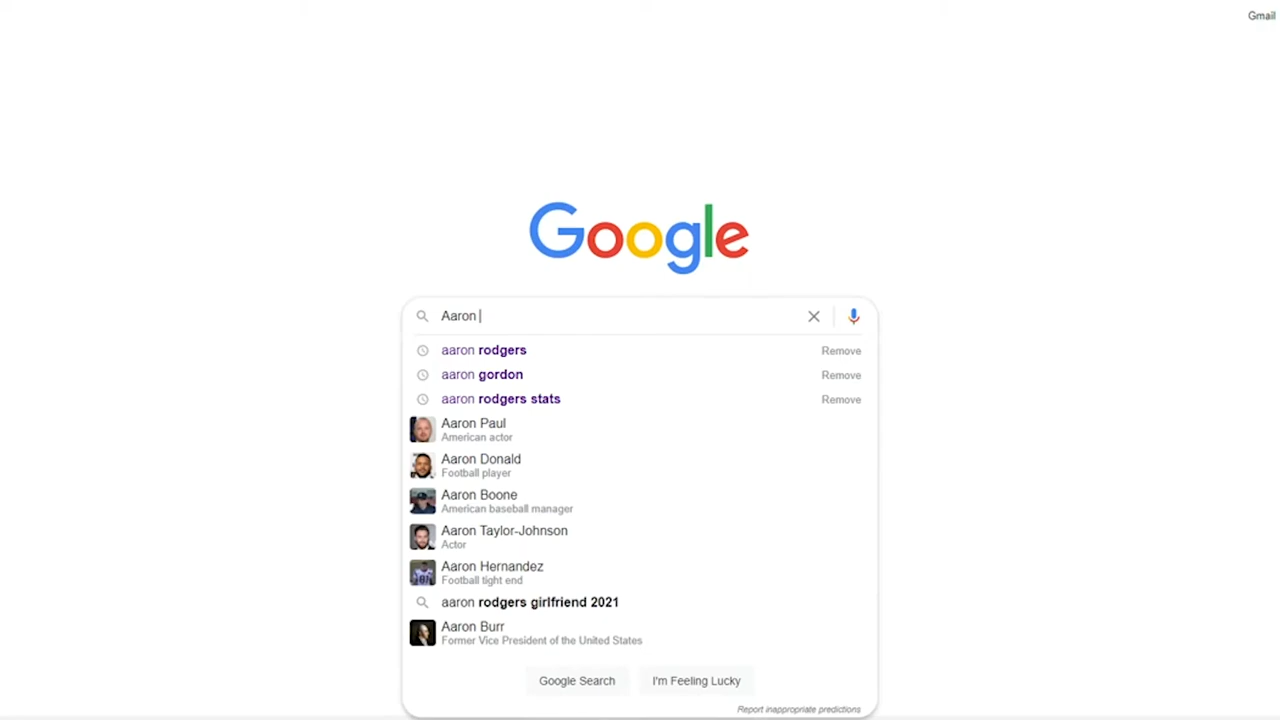 Gmail
Google
Aaron
aaron rodgers Remove
aaron gordon Remove
aaron rodgers stats Remove
Aaron Paul
American actor
Aaron Donald
Football player
Aaron Boone
American baseball manager
Aaron Taylor-Johnson
Actor
Aaron Hernandez
Football tight end
aaron rodgers girlfriend 2021
Aaron Burr
Former Vice President of the United States
Google Search I'm Feeling Lucky
Report inappropriate predictions